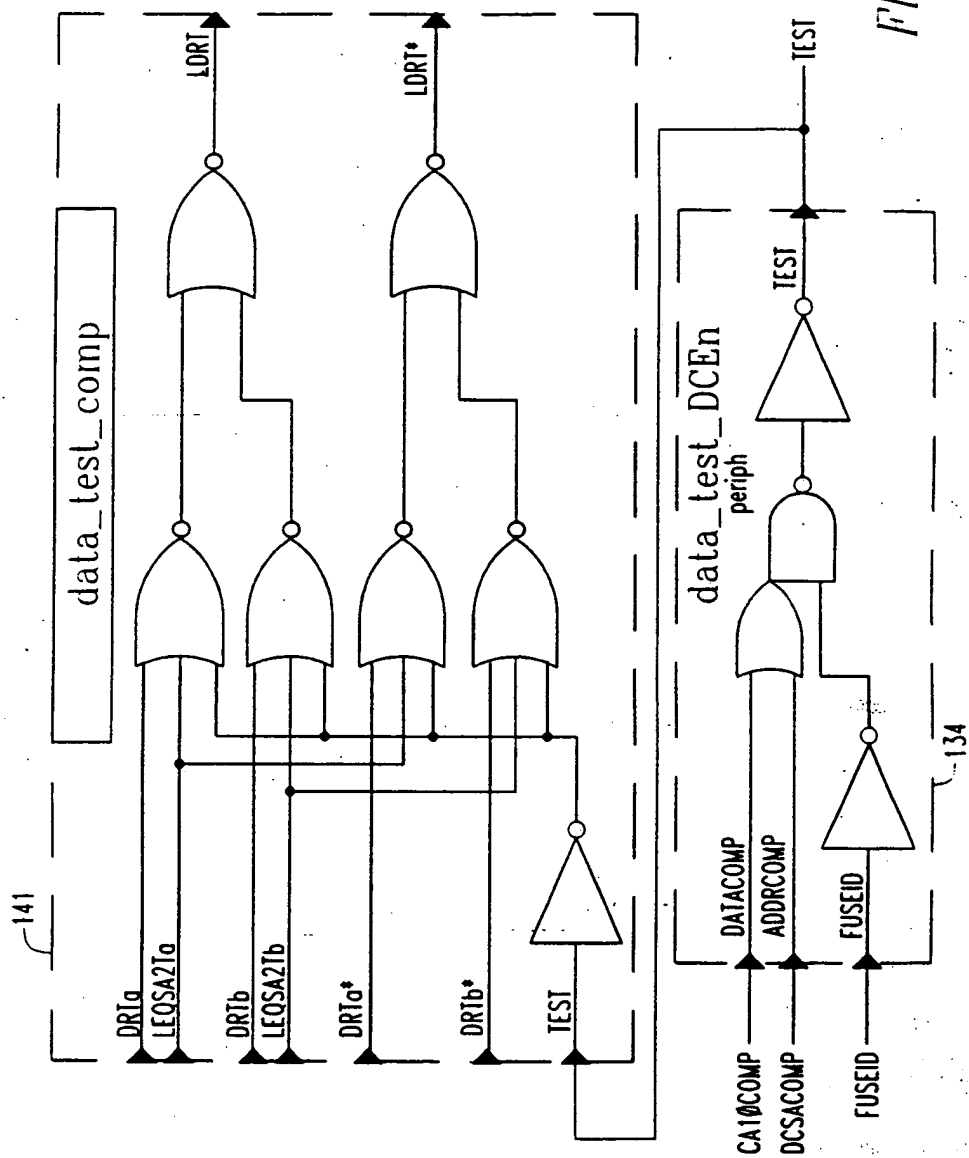 141
data_test_comp
DRTa
LEQSA2Ta
DRTb
LEQSA2Tb
DRTa*
DRTb*
TEST
LDRT
LDRT*
CA1ØCOMP
DCSACOMP
FUSEID
DATACOMP
ADDRCOMP
FUSEID
data_test_DCEn
periph
TEST
TEST
134